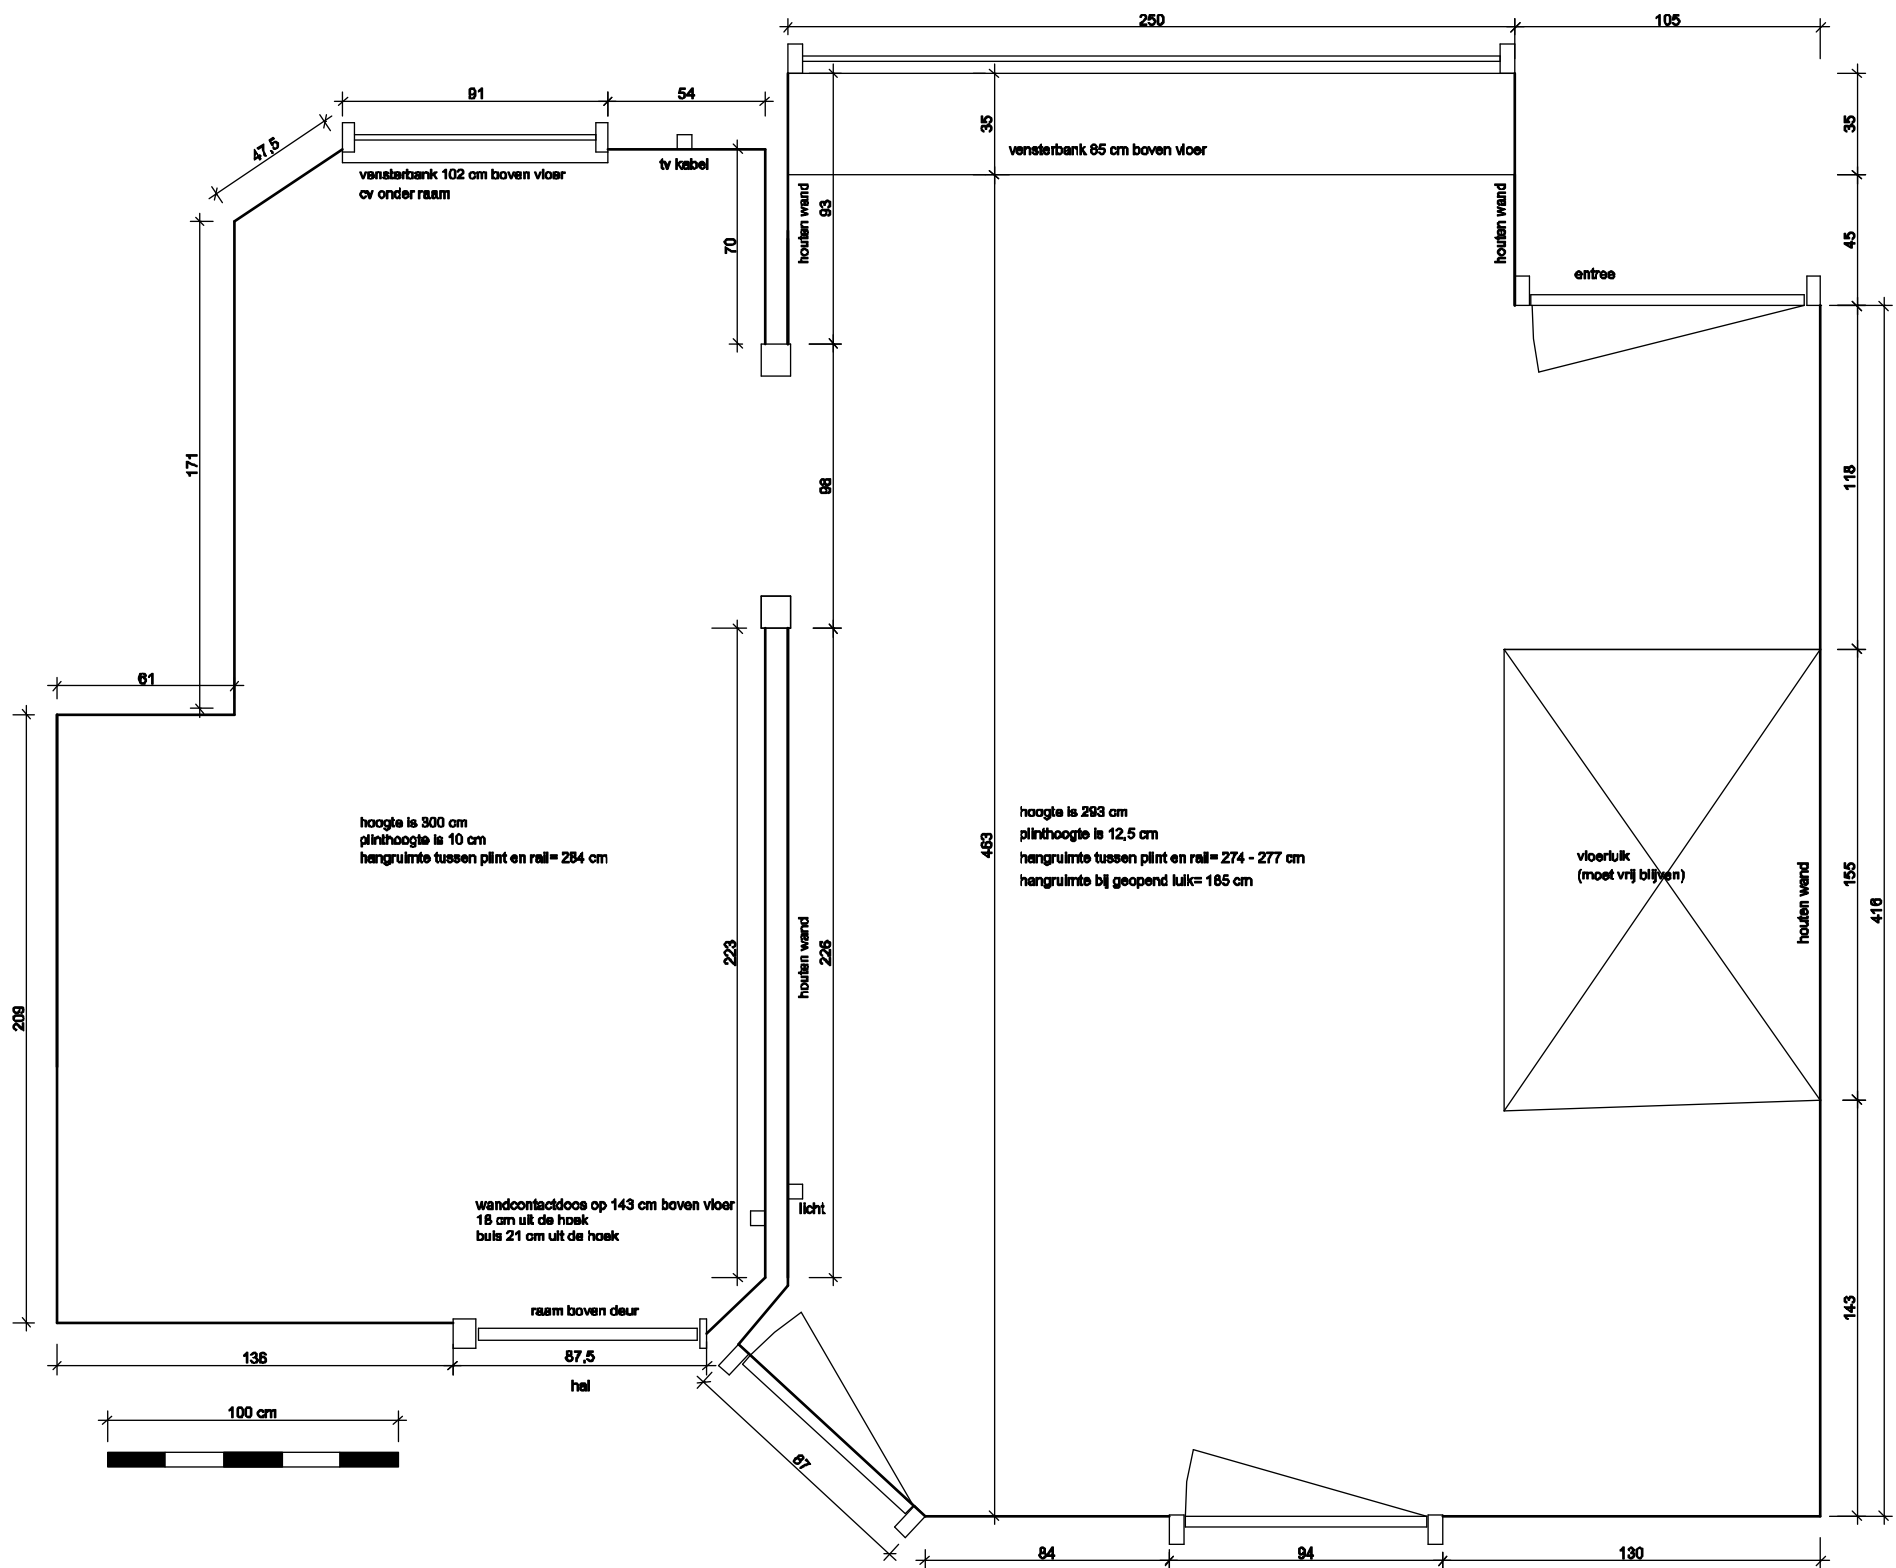 250
105
91
54
47,5
35
35
vensterbank 85 cm boven vloer
tv kabel
vensterbank 102 cm boven vloer
cv onder raam
93
houten wand
houten wand
70
45
entree
171
98
118
61
hoogte is 300 cm
plinthoogte is 10 cm
hangruimte tussen plint en rail= 284 cm
hoogte is 293 cm
plinthoogte is 12,5 cm
hangruimte tussen plint en rail= 274 - 277 cm
hangruimte bij geopend luik= 165 cm
463
vloerluik
(moet vrij blijven)
155
houten wand
416
223
houten wand
226
209
wandcontactdoos op 143 cm boven vloer
16 cm uit de hoek
buis 21 cm uit de hoek
licht
raam boven deur
143
136
87,5
hal
100 cm
87
84
94
130